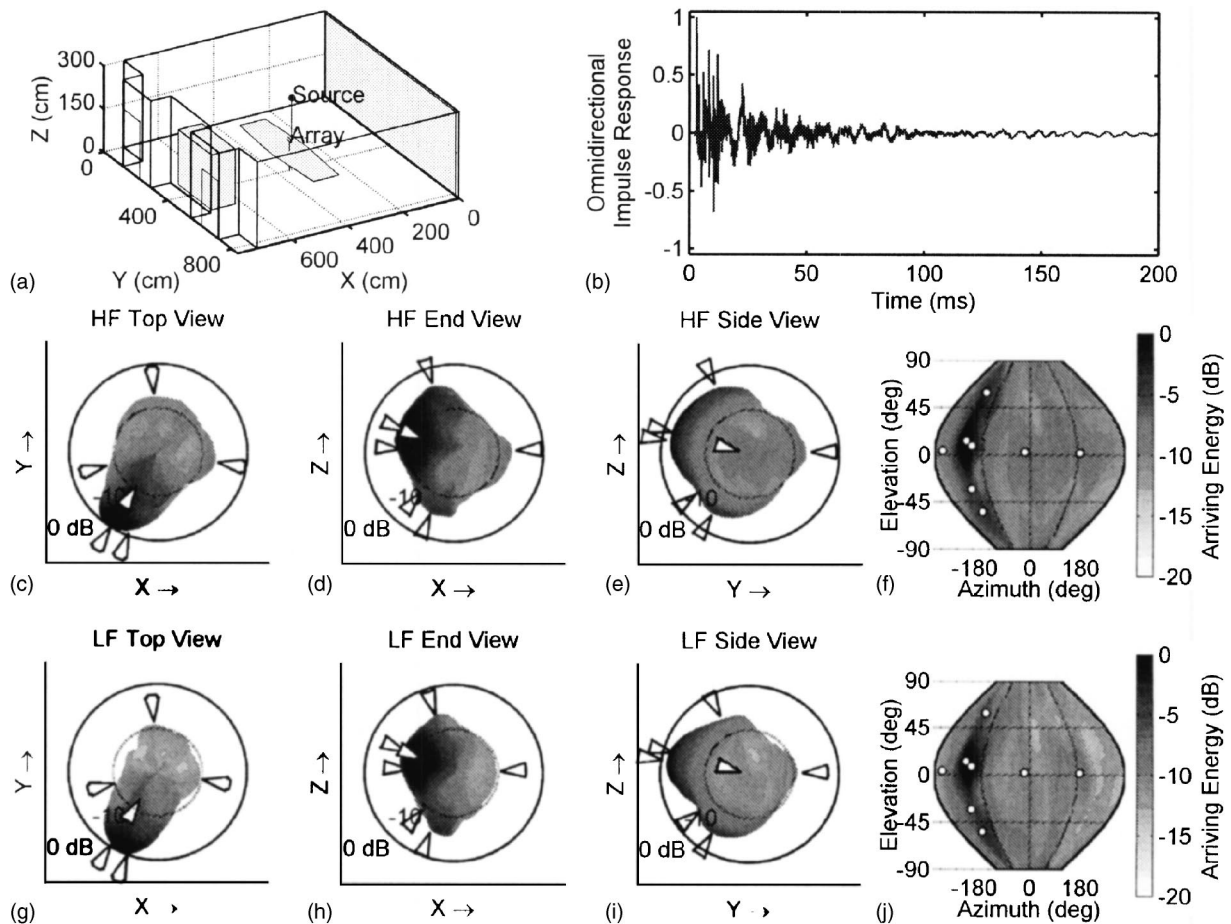 300
150
0
Z (cm)
0
400
800
Y (cm)
600
400
200
0
X (cm)
Source
Array
(a)
1
0.5
0
-0.5
-1
Omnidirectional
Impulse Response
0
50
100
150
200
Time (ms)
(b)
HF Top View
Y →
-10
0 dB
X →
(c)
HF End View
Z →
-10
0 dB
X →
(d)
HF Side View
Z →
10
0 dB
Y →
(e)
90
45
0
-45
-90
Elevation (deg)
-180 0 180
Azimuth (deg)
(f)
0
-5
-10
-15
-20
Arriving Energy (dB)
LF Top View
Y →
-10
0 dB
X →
(g)
LF End View
Z →
-10
0 dB
X →
(h)
LF Side View
Z →
10
0 dB
Y →
(i)
90
45
0
-45
-90
Elevation (deg)
-180 0 180
Azimuth (deg)
(j)
0
-5
-10
-15
-20
Arriving Energy (dB)